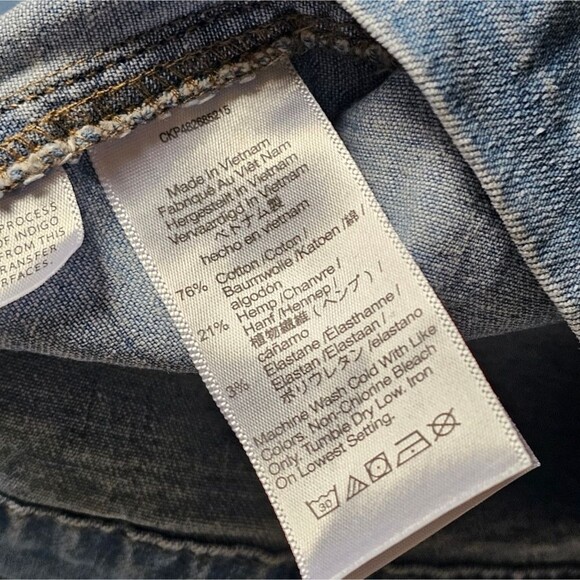 CKP482685215
Made In Vietnam
Fabriqué Au Viêt Nam
Hergestellt in Vietnam
Vervaardigd in Vietnam
ベトナム製
hecho en vietnam
76% Cotton / Coton /
Baumwolle / Katoen / 綿 /
algodón
21% Hemp / Chanvre /
Hanf / Hennep /
植物繊維 (ヘンプ) /
cáñamo
3% Elastane / Élasthanne /
Elastan / Elastaan /
ポリウレタン / elastano
Machine Wash Cold With Like
Colors. Non-Chlorine Bleach
Only. Tumble Dry Low. Iron
On Lowest Setting.
30
PROCESS
OF INDIGO
FROM THIS
TRANSFER